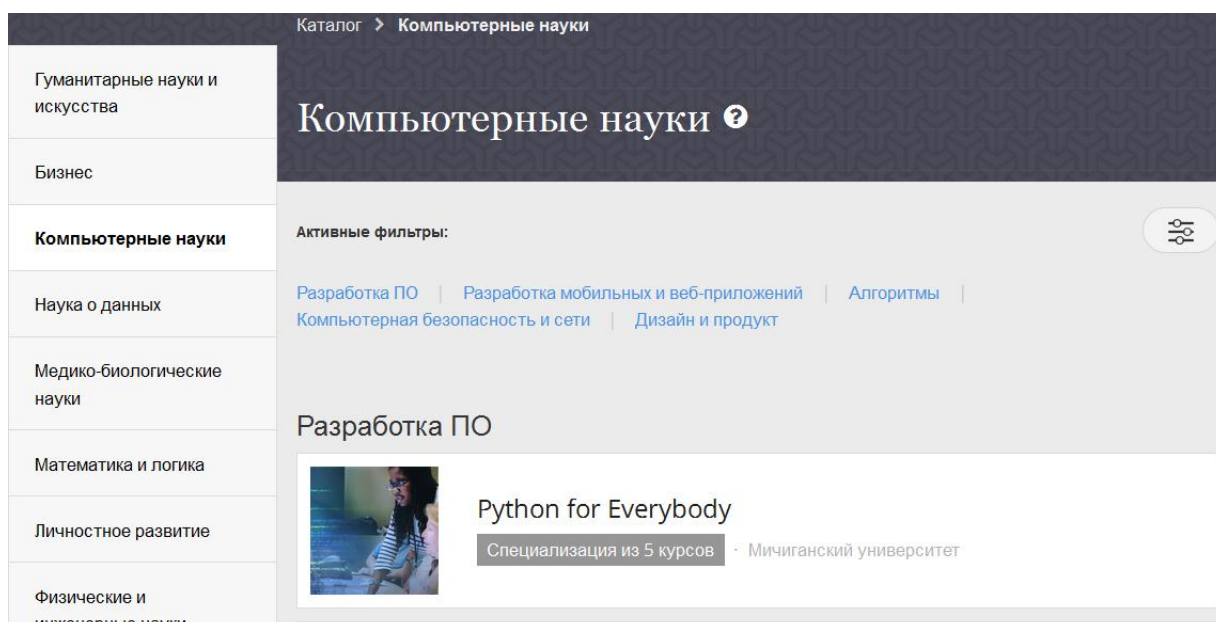 Каталог > Компьютерные науки
Гуманитарные науки и
искусства
Бизнес
Компьютерные науки
Наука о данных
Медико-биологические
науки
Математика и логика
Личностное развитие
Физические и
Компьютерные науки ?
Активные фильтры:
Разработка ПО | Разработка мобильных и веб-приложений | Алгоритмы |
Компьютерная безопасность и сети | Дизайн и продукт
Разработка ПО
Python for Everybody
Специализация из 5 курсов · Мичиганский университет